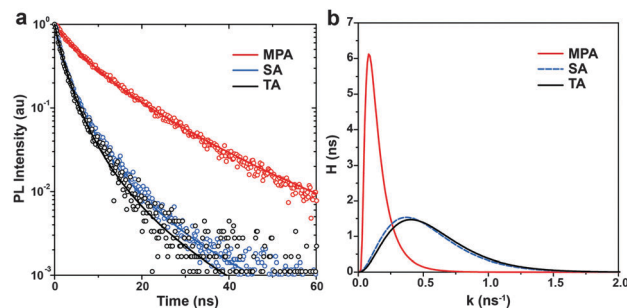 a
PL Intensity (au)
10⁰
10⁻¹
10⁻²
10⁻³
MPA
SA
TA
0 20 40 60
Time (ns)
b
H (ns)
7
6
5
4
3
2
1
0
MPA
SA
TA
0.0 0.5 1.0 1.5 2.0
k (ns⁻¹)